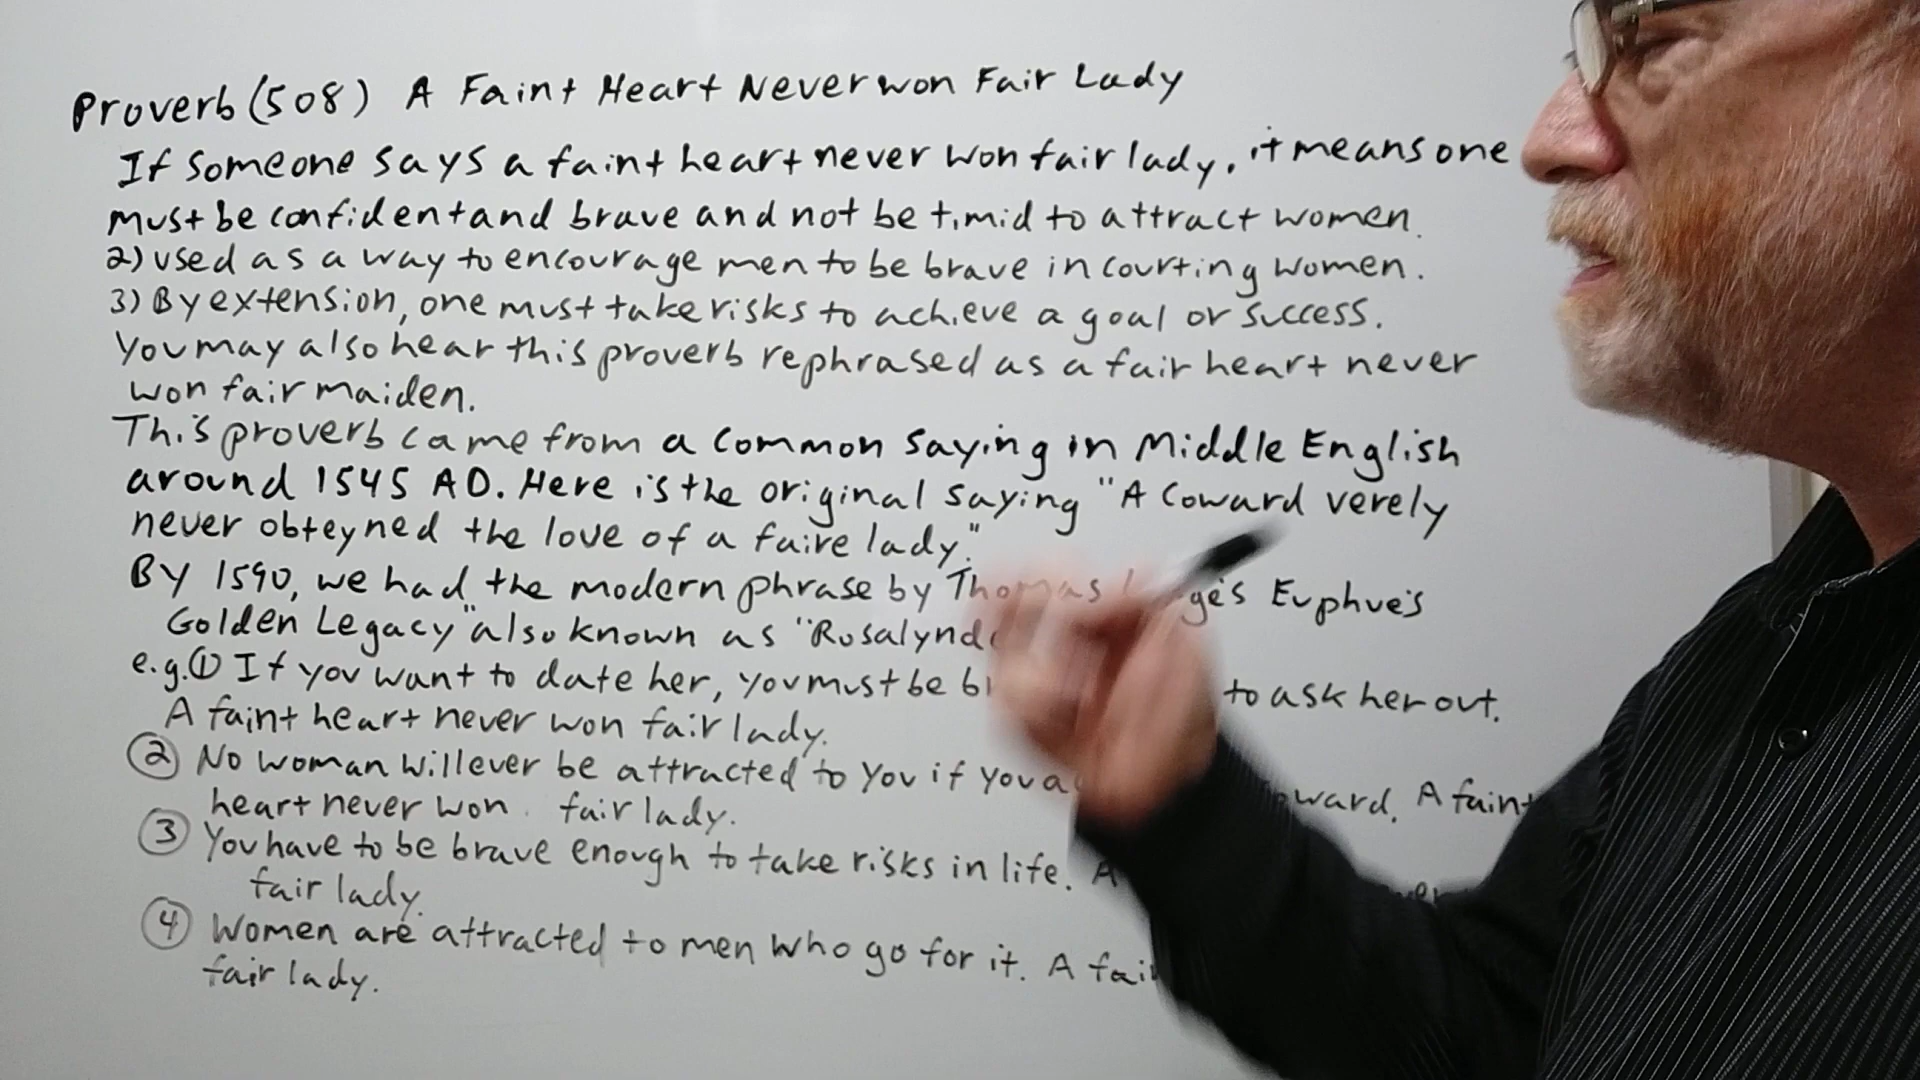 Proverb (508) A Faint Heart Never won Fair Lady
If someone says a faint heart never won fair lady, it means one
must be confident and brave and not be timid to attract women.
2) used as a way to encourage men to be brave in courting women.
3) By extension, one must take risks to achieve a goal or success.
You may also hear this proverb rephrased as a fair heart never
won fair maiden.
This proverb came from a common saying in Middle English
around 1545 AD. Here is the original saying "A Coward verely
never obteyned the love of a faire lady."
By 1590, we had the modern phrase by Thomas Euphue's
Golden Legacy" also known as "Rosalynd
e.g. ① If you want to date her, you must be to ask her out.
A faint heart never won fair lady.
② No woman will ever be attracted to you if you A faint
heart never won fair lady.
③ You have to be brave enough to take risks in life. A
fair lady.
④ Women are attracted to men who go for it. A
fair lady.